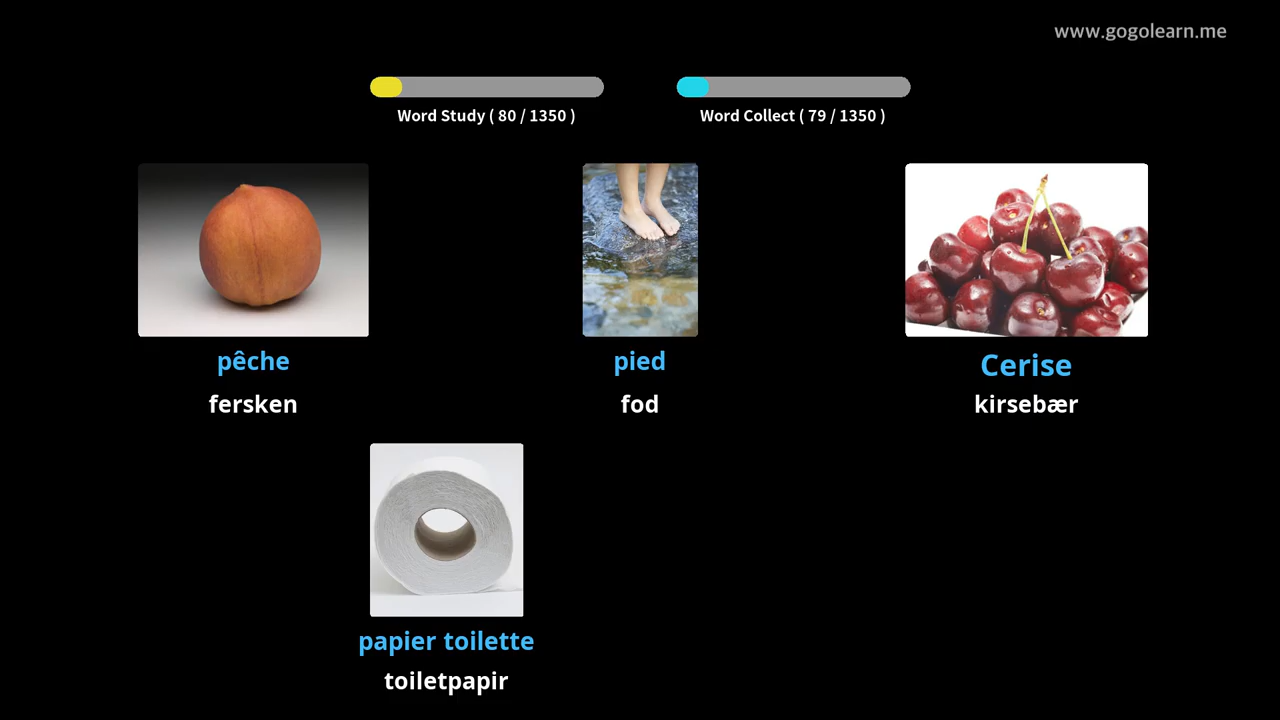 www.gogolearn.me
Word Study ( 80 / 1350 )
Word Collect ( 79 / 1350 )
pêche
fersken
pied
fod
Cerise
kirsebær
papier toilette
toiletpapir